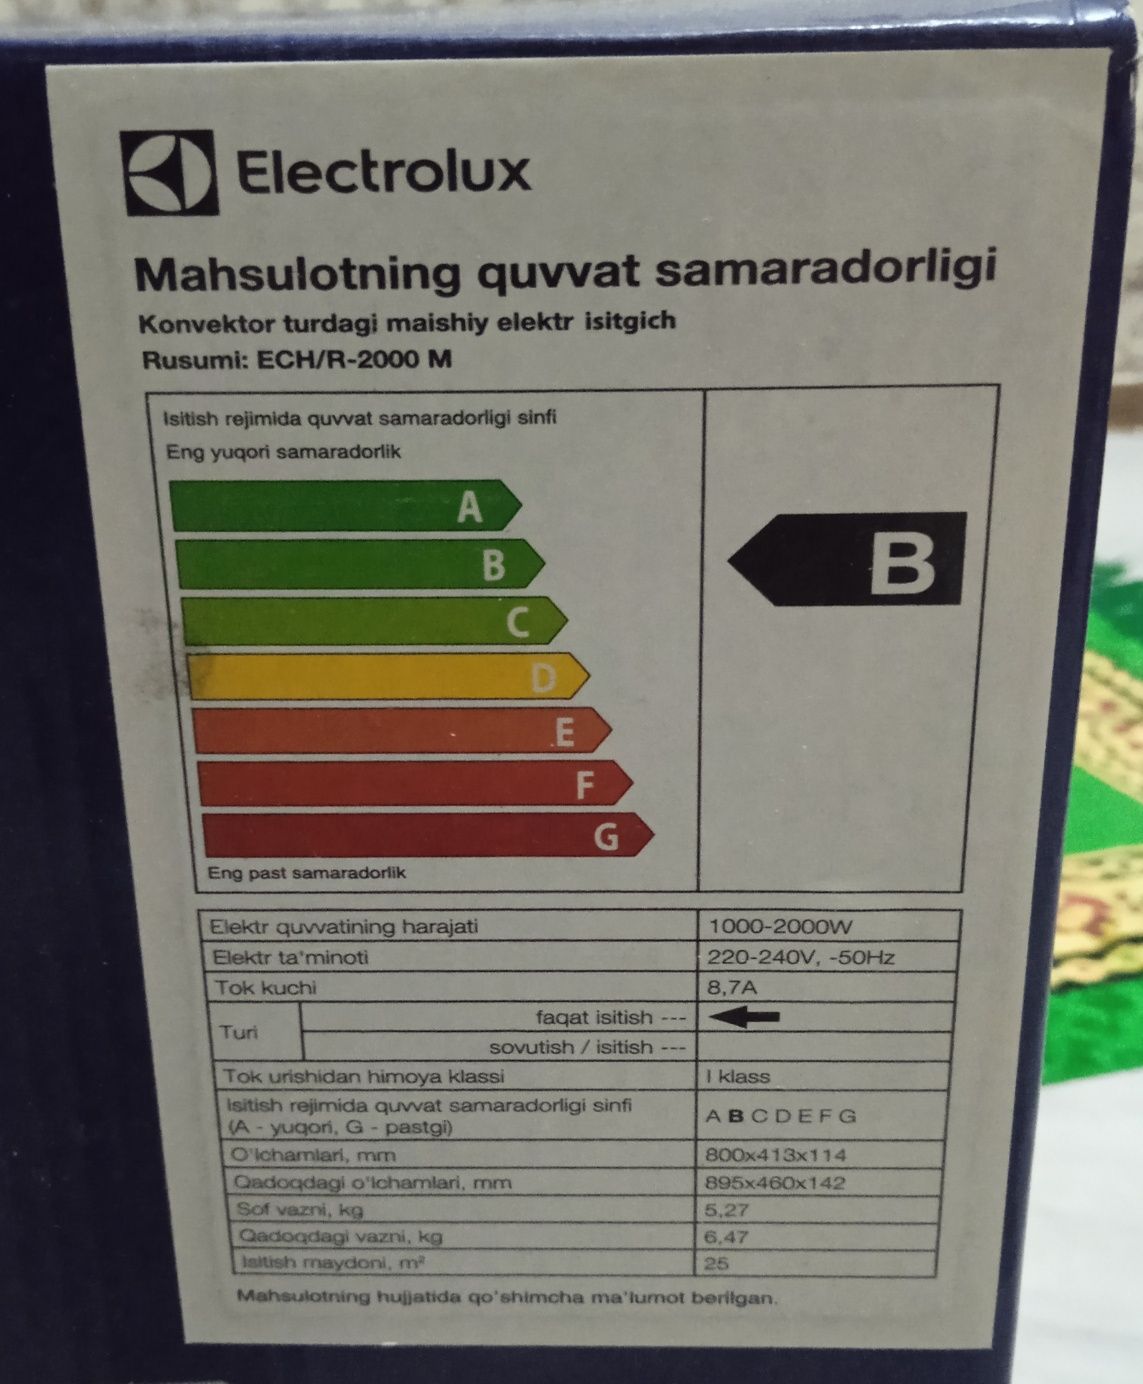 Electrolux
Mahsulotning quvvat samaradorligi
Konvektor turdagi maishiy elektr isitgich
Rusumi: ECH/R-2000 M
Isitish rejimida quvvat samaradorligi sinfi
Eng yuqori samaradorlik
A
B
B
C
D
E
F
G
Eng past samaradorlik
Elektr quvvatining harajati 1000-2000W
Elektr ta'minoti 220-240V, -50Hz
Tok kuchi 8,7A
Turi faqat isitish ---
sovutish / isitish ---
Tok urishidan himoya klassi I klass
Isitish rejimida quvvat samaradorligi sinfi
(A - yuqori, G - pastgi) A B C D E F G
O'lchamlari, mm 800x413x114
Qadoqdagi o'lchamlari, mm 895x460x142
Sof vazni, kg 5,27
Qadoqdagi vazni, kg 6,47
Isitish maydoni, m² 25
Mahsulotning hujjatida qo'shimcha ma'lumot berilgan.